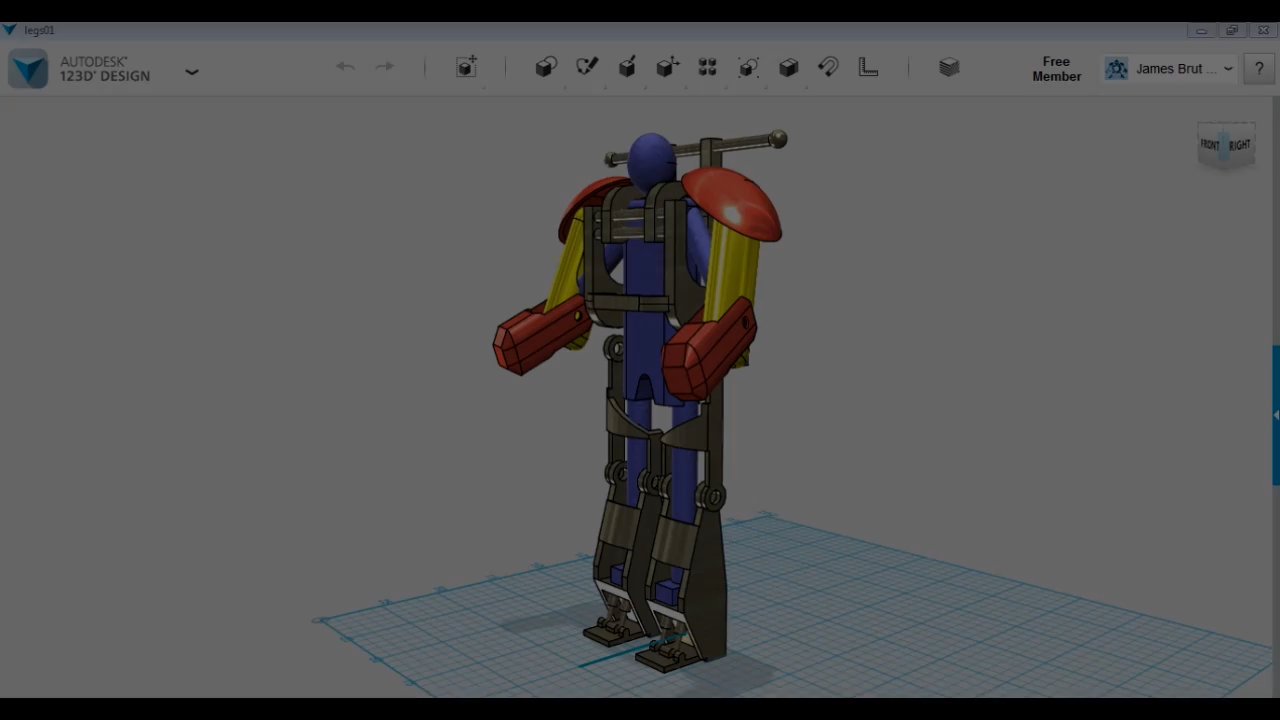 legs01
AUTODESK®
123D® DESIGN
Free
Member
James Brut ...
?
FRONT
RIGHT